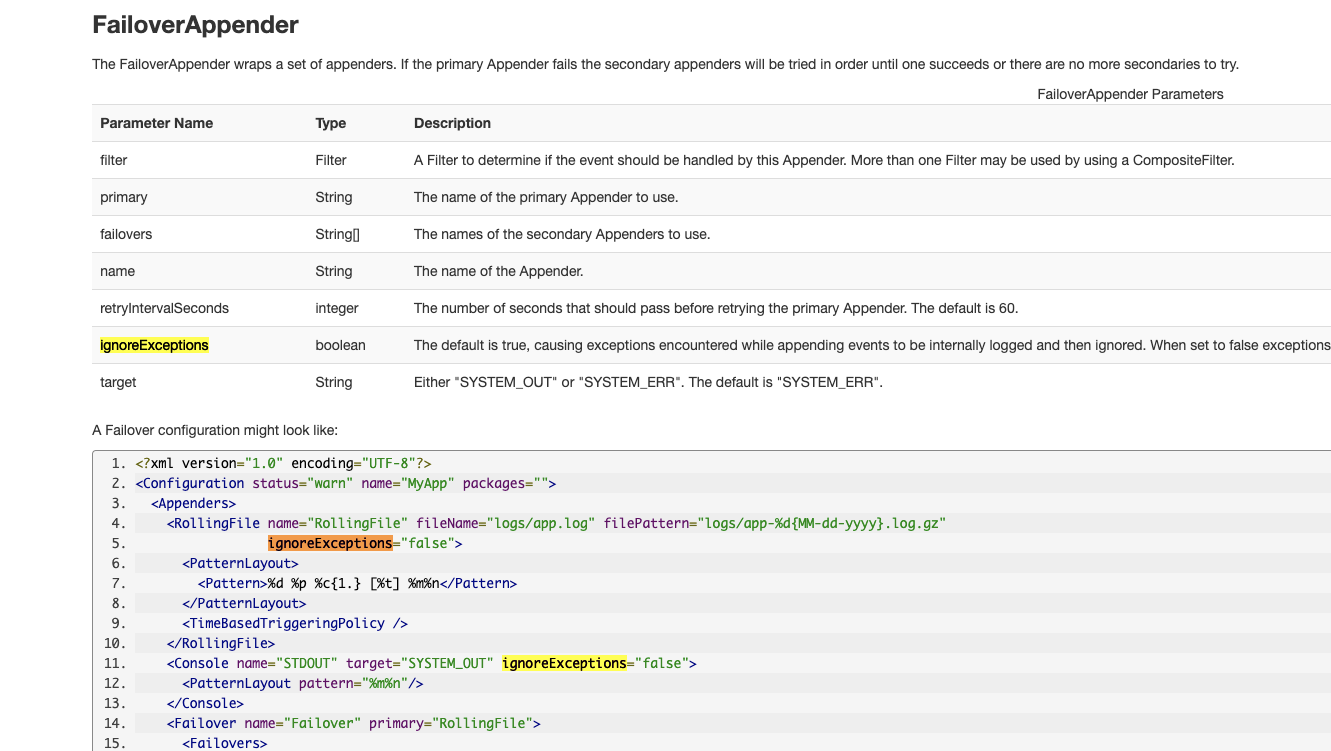 FailoverAppender
The FailoverAppender wraps a set of appenders. If the primary Appender fails the secondary appenders will be tried in order until one succeeds or there are no more secondaries to try.
FailoverAppender Parameters
Parameter Name Type Description
filter Filter A Filter to determine if the event should be handled by this Appender. More than one Filter may be used by using a CompositeFilter.
primary String The name of the primary Appender to use.
failovers String[] The names of the secondary Appenders to use.
name String The name of the Appender.
retryIntervalSeconds integer The number of seconds that should pass before retrying the primary Appender. The default is 60.
ignoreExceptions boolean The default is true, causing exceptions encountered while appending events to be internally logged and then ignored. When set to false exceptions
target String Either "SYSTEM_OUT" or "SYSTEM_ERR". The default is "SYSTEM_ERR".
A Failover configuration might look like:
1. <?xml version="1.0" encoding="UTF-8"?>
2. <Configuration status="warn" name="MyApp" packages="">
3. <Appenders>
4. <RollingFile name="RollingFile" fileName="logs/app.log" filePattern="logs/app-%d{MM-dd-yyyy}.log.gz"
5. ignoreExceptions="false">
6. <PatternLayout>
7. <Pattern>%d %p %c{1.} [%t] %m%n</Pattern>
8. </PatternLayout>
9. <TimeBasedTriggeringPolicy />
10. </RollingFile>
11. <Console name="STDOUT" target="SYSTEM_OUT" ignoreExceptions="false">
12. <PatternLayout pattern="%m%n"/>
13. </Console>
14. <Failover name="Failover" primary="RollingFile">
15. <Failovers>